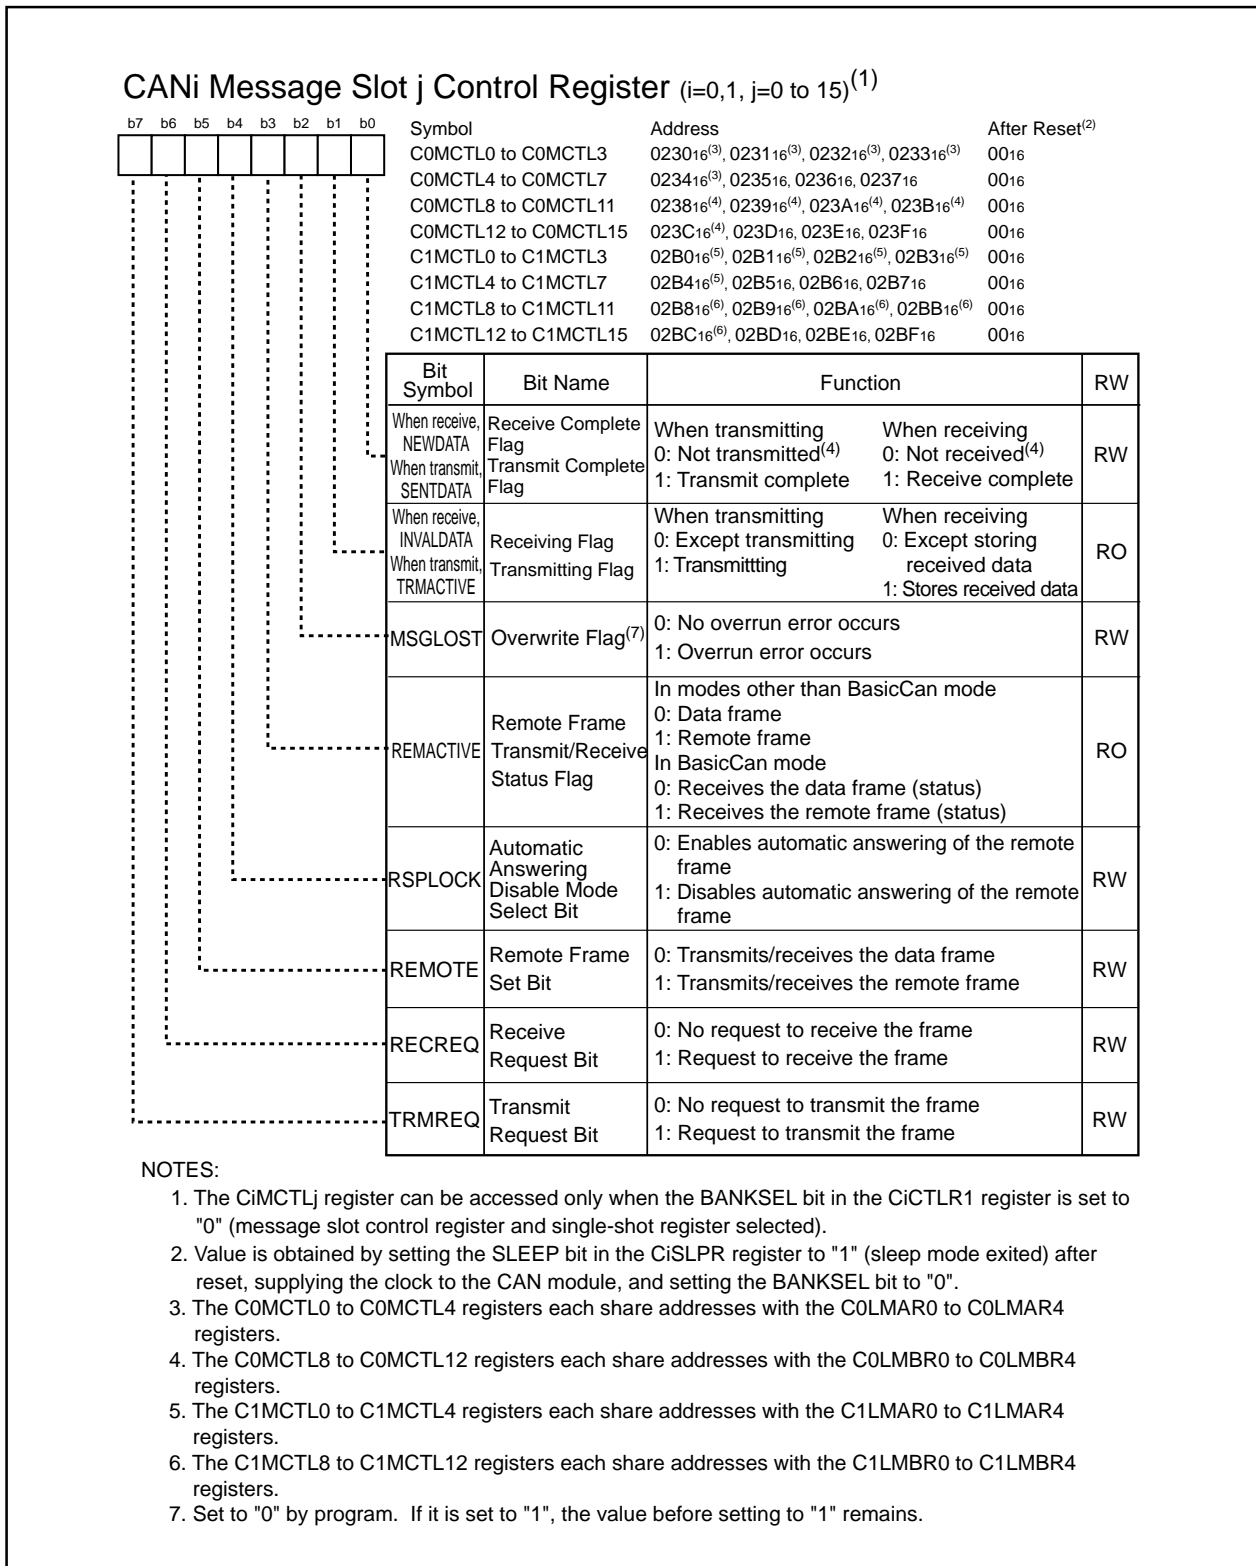 CANi Message Slot j Control Register (i=0,1, j=0 to 15)(1)
b7 b6 b5 b4 b3 b2 b1 b0
Symbol Address After Reset(2)
C0MCTL0 to C0MCTL3 023016(3), 023116(3), 023216(3), 023316(3) 0016
C0MCTL4 to C0MCTL7 023416(3), 023516, 023616, 023716 0016
C0MCTL8 to C0MCTL11 023816(4), 023916(4), 023A16(4), 023B16(4) 0016
C0MCTL12 to C0MCTL15 023C16(4), 023D16, 023E16, 023F16 0016
C1MCTL0 to C1MCTL3 02B016(5), 02B116(5), 02B216(5), 02B316(5) 0016
C1MCTL4 to C1MCTL7 02B416(5), 02B516, 02B616, 02B716 0016
C1MCTL8 to C1MCTL11 02B816(6), 02B916(6), 02BA16(6), 02BB16(6) 0016
C1MCTL12 to C1MCTL15 02BC16(6), 02BD16, 02BE16, 02BF16 0016
Bit Symbol Bit Name Function RW
When receive,
NEWDATA
When transmit,
SENTDATA
Receive Complete
Flag
Transmit Complete
Flag
When transmitting
0: Not transmitted(4)
1: Transmit complete
When receiving
0: Not received(4)
1: Receive complete
RW
When receive,
INVALDATA
When transmit,
TRMACTIVE
Receiving Flag
Transmitting Flag
When transmitting
0: Except transmitting
1: Transmittting
When receiving
0: Except storing
received data
1: Stores received data
RO
MSGLOST
Overwrite Flag(7)
0: No overrun error occurs
1: Overrun error occurs
RW
REMACTIVE
Remote Frame
Transmit/Receive
Status Flag
In modes other than BasicCan mode
0: Data frame
1: Remote frame
In BasicCan mode
0: Receives the data frame (status)
1: Receives the remote frame (status)
RO
RSPLOCK
Automatic
Answering
Disable Mode
Select Bit
0: Enables automatic answering of the remote
frame
1: Disables automatic answering of the remote
frame
RW
REMOTE
Remote Frame
Set Bit
0: Transmits/receives the data frame
1: Transmits/receives the remote frame
RW
RECREQ
Receive
Request Bit
0: No request to receive the frame
1: Request to receive the frame
RW
TRMREQ
Transmit
Request Bit
0: No request to transmit the frame
1: Request to transmit the frame
RW
NOTES:
1. The CiMCTLj register can be accessed only when the BANKSEL bit in the CiCTLR1 register is set to
"0" (message slot control register and single-shot register selected).
2. Value is obtained by setting the SLEEP bit in the CiSLPR register to "1" (sleep mode exited) after
reset, supplying the clock to the CAN module, and setting the BANKSEL bit to "0".
3. The C0MCTL0 to C0MCTL4 registers each share addresses with the C0LMAR0 to C0LMAR4
registers.
4. The C0MCTL8 to C0MCTL12 registers each share addresses with the C0LMBR0 to C0LMBR4
registers.
5. The C1MCTL0 to C1MCTL4 registers each share addresses with the C1LMAR0 to C1LMAR4
registers.
6. The C1MCTL8 to C1MCTL12 registers each share addresses with the C1LMBR0 to C1LMBR4
registers.
7. Set to "0" by program. If it is set to "1", the value before setting to "1" remains.